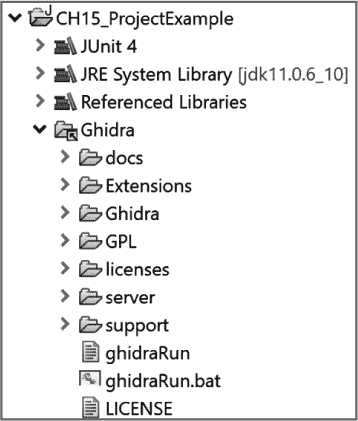 CH15_ProjectExample
JUnit 4
JRE System Library [jdk11.0.6_10]
Referenced Libraries
Ghidra
docs
Extensions
Ghidra
GPL
licenses
server
support
ghidraRun
ghidraRun.bat
LICENSE